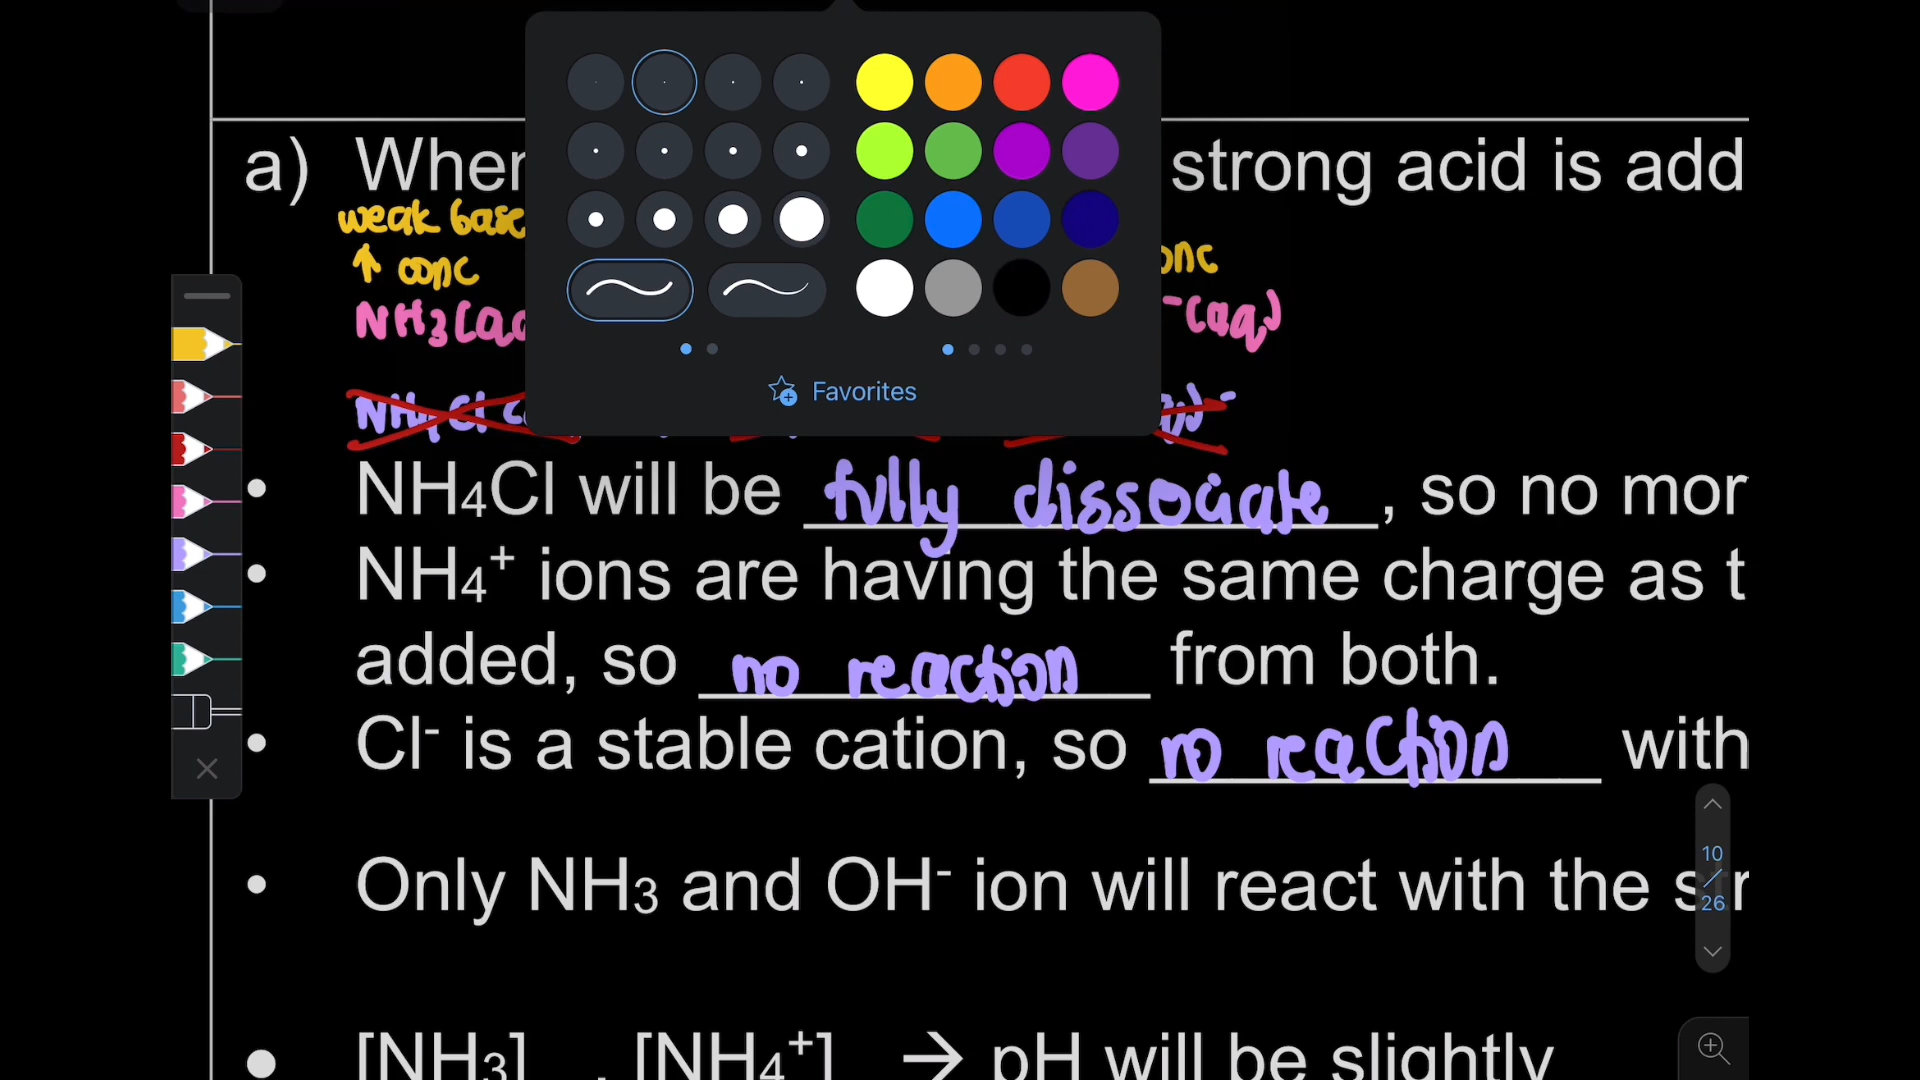 a) When strong acid is add
weak base
↑ conc onc
NH3(aq ⁻(aq)
NH4Cl
Favorites
• NH4Cl will be fully dissociate, so no mor
• NH4⁺ ions are having the same charge as t
added, so no reaction from both.
• Cl⁻ is a stable cation, so no reaction with
• Only NH3 and OH⁻ ion will react with the
10
26
• [NH3] , [NH4⁺] → pH will be slightly